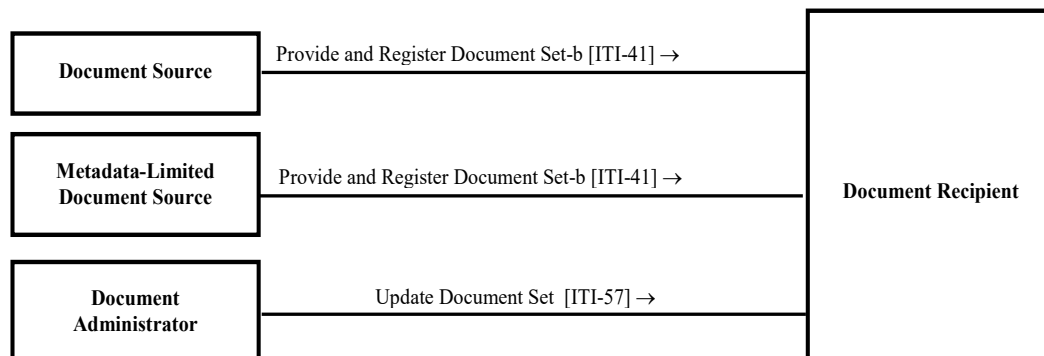 Provide and Register Document Set-b [ITI-41] →
Document Source
Metadata-Limited
Document Source
Provide and Register Document Set-b [ITI-41] →
Document Recipient
Document
Administrator
Update Document Set  [ITI-57] →